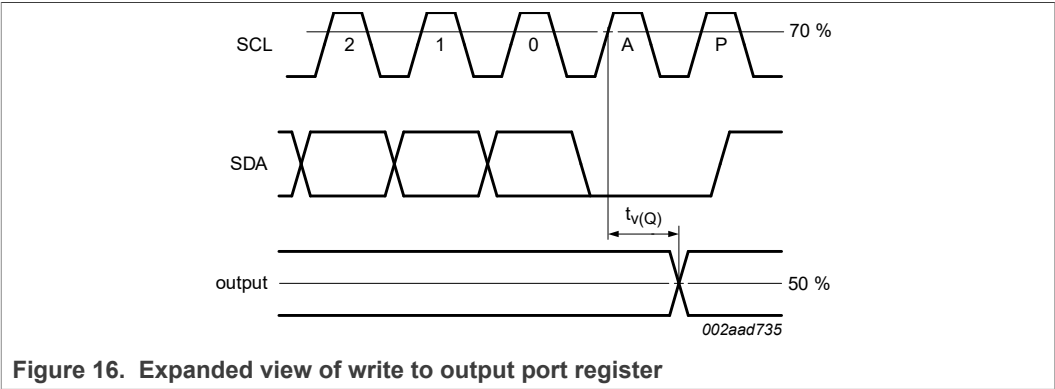 SCL 2 1 0 A P 70 %
SDA
tv(Q)
output 50 %
002aad735
Figure 16. Expanded view of write to output port register